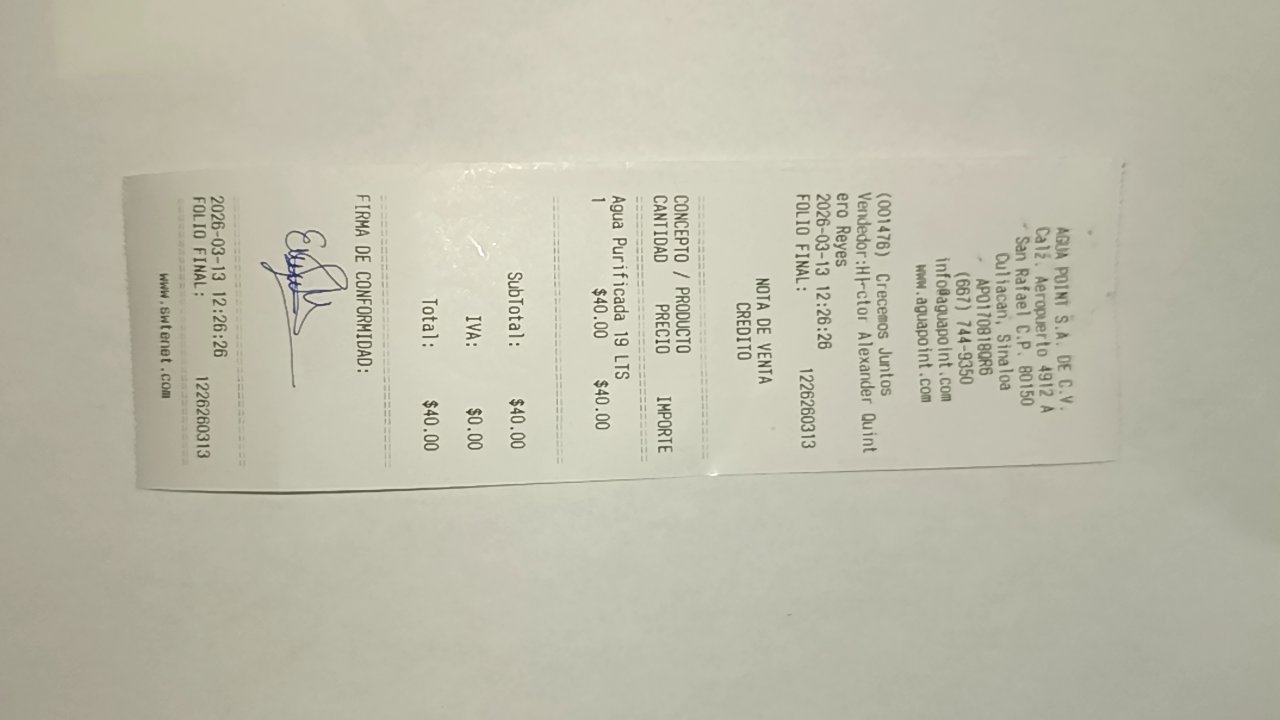 AGUA POINT S.A. DE C.V.
Calz. Aeropuerto 4912 A
San Rafael C.P. 80150
Culiacan, Sinaloa
APO170818QR6
(667) 744-9350
info@aguapoint.com
www.aguapoint.com
(001476) Crecemos Juntos
Vendedor:H├-ctor Alexander Quint
ero Reyes
2026-03-13 12:26:26
FOLIO FINAL: 1226260313
NOTA DE VENTA
CREDITO
CONCEPTO / PRODUCTO
CANTIDAD PRECIO IMPORTE
Agua Purificada 19 LTS
1 $40.00 $40.00
SubTotal: $40.00
IVA: $0.00
Total: $40.00
FIRMA DE CONFORMIDAD:
2026-03-13 12:26:26
FOLIO FINAL: 1226260313
www.swtenet.com